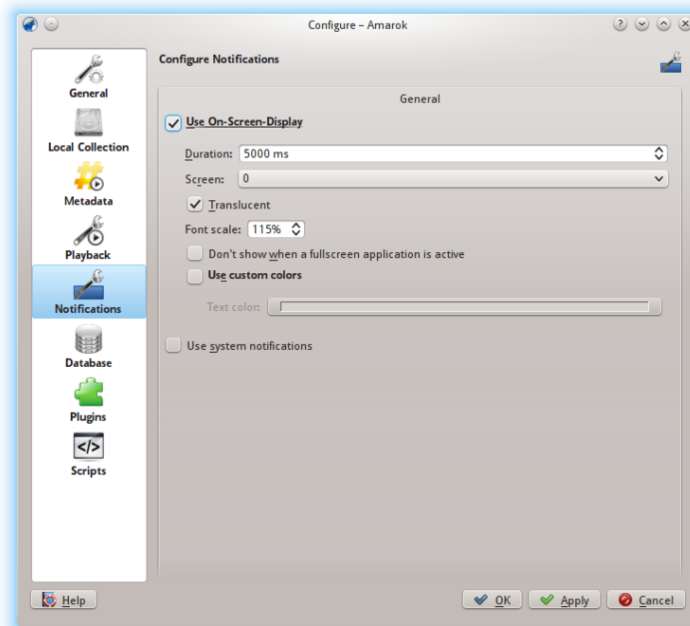 Configure – Amarok
General
Local Collection
Metadata
Playback
Notifications
Database
Plugins
Scripts
Configure Notifications
General
Use On-Screen-Display
Duration: 5000 ms
Screen: 0
Translucent
Font scale: 115%
Don't show when a fullscreen application is active
Use custom colors
Text color:
Use system notifications
Help
OK
Apply
Cancel